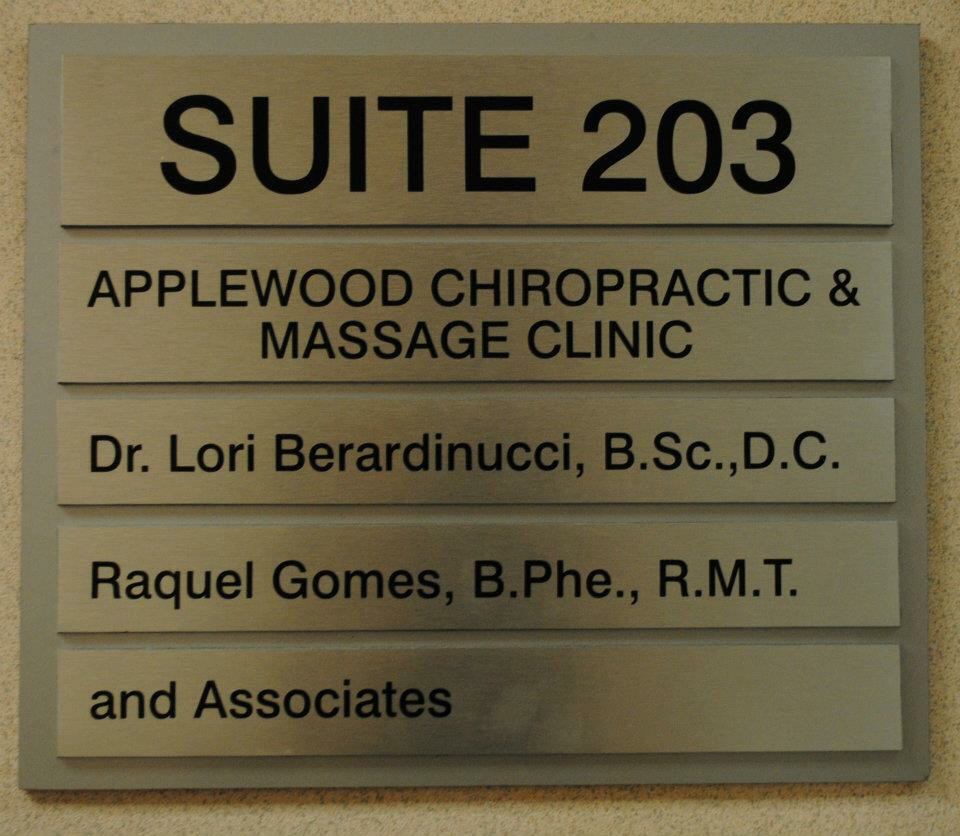 SUITE 203
APPLEWOOD CHIROPRACTIC &
MASSAGE CLINIC
Dr. Lori Berardinucci, B.Sc.,D.C.
Raquel Gomes, B.Phe., R.M.T.
and Associates